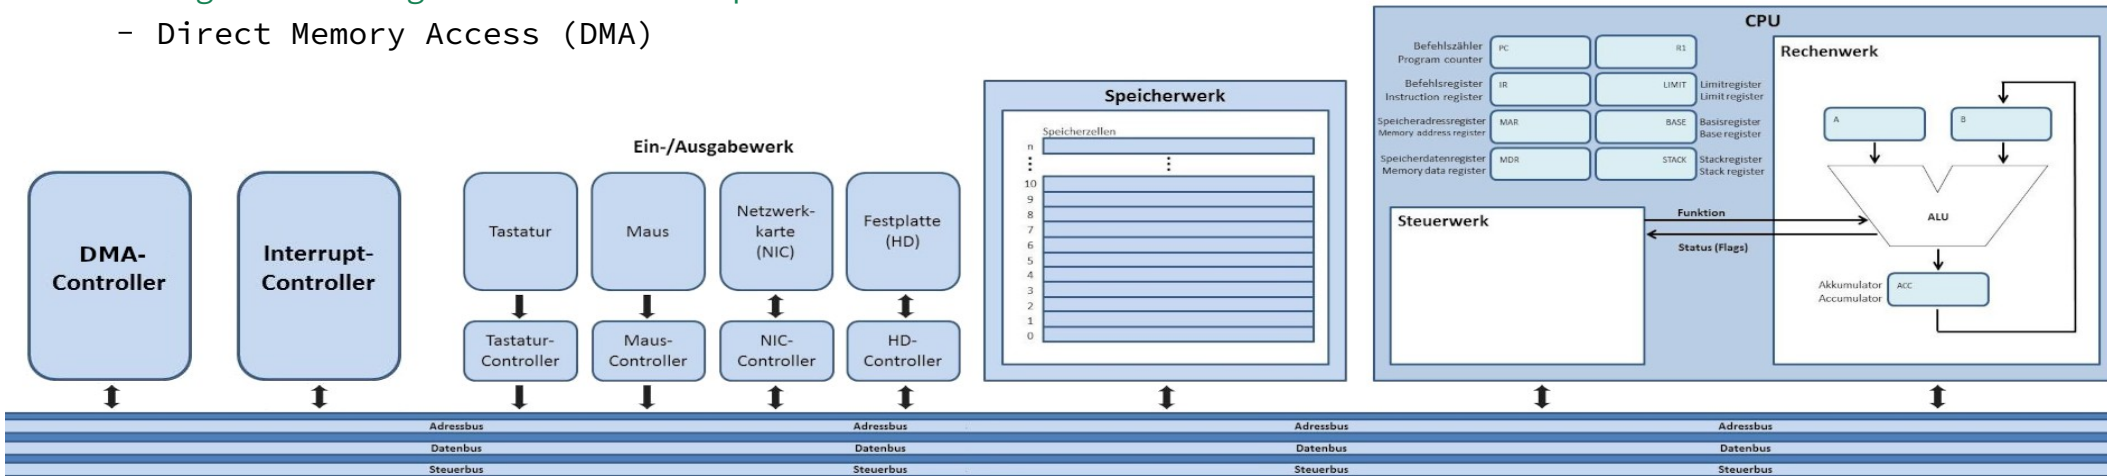 - Direct Memory Access (DMA)
CPU
Befehlszähler
Program counter
PC
R1
Befehlsregister
Instruction register
IR
LIMIT
Limitregister
Limit register
Speicheradressregister
Memory address register
MAR
BASE
Basisregister
Base register
Speicherdatenregister
Memory data register
MDR
STACK
Stackregister
Stack register
Rechenwerk
A
B
ALU
Funktion
Status (Flags)
Steuerwerk
Akkumulator
Accumulator
ACC
Speicherwerk
Speicherzellen
n
10
9
8
7
6
5
4
3
2
1
0
Ein-/Ausgabewerk
DMA-
Controller
Interrupt-
Controller
Tastatur
Maus
Netzwerk-
karte
(NIC)
Festplatte
(HD)
Tastatur-
Controller
Maus-
Controller
NIC-
Controller
HD-
Controller
Adressbus Adressbus Adressbus Adressbus
Datenbus Datenbus Datenbus Datenbus
Steuerbus Steuerbus Steuerbus Steuerbus